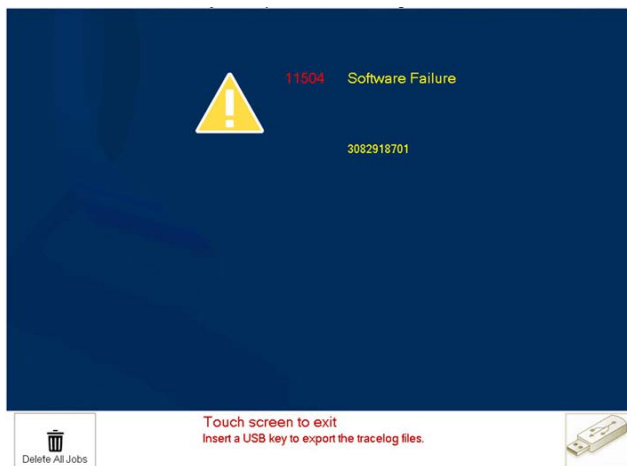 11504 Software Failure
3082918701
Touch screen to exit
Insert a USB key to export the tracelog files.
Delete All Jobs